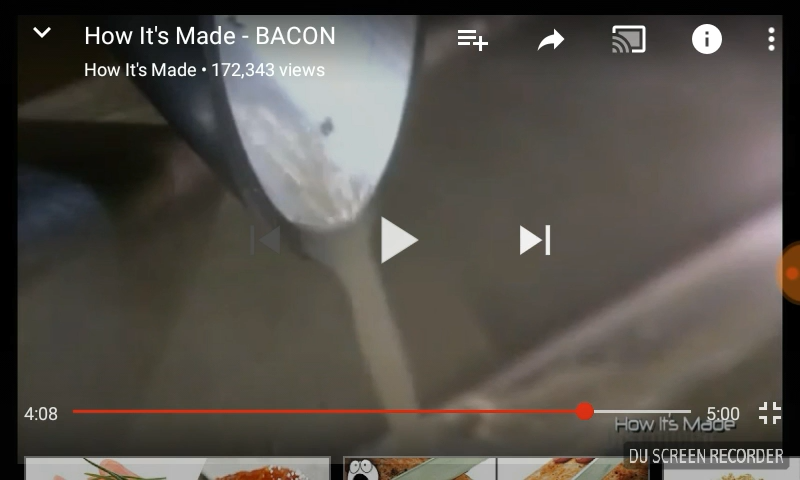 How It's Made - BACON
How It's Made • 172,343 views
4:08
5:00
How It's Made
DU SCREEN RECORDER